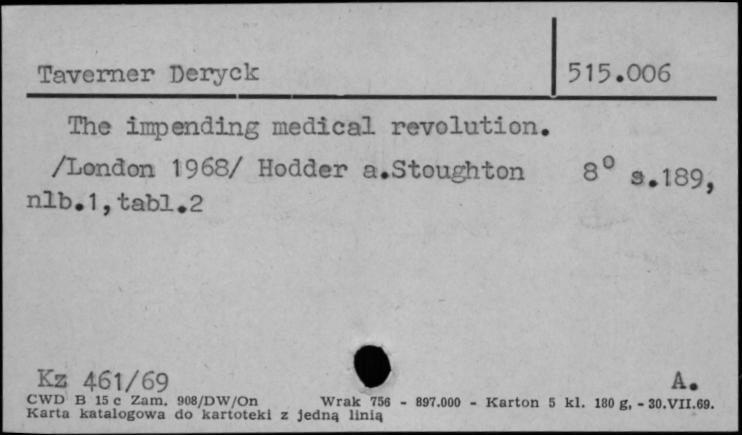 Taverner Deryck 515.006
The impending medical revolution.
/London 1968/ Hodder a.Stoughton 8° s.189,
nlb.1,tabl.2
Kz 461/69 A.
CWD B 15 c Zam. 908/DW/On Wrak 756 - 897.000 - Karton 5 kl. 180 g, - 30.VII.69.
Karta katalogowa do kartoteki z jedną linią